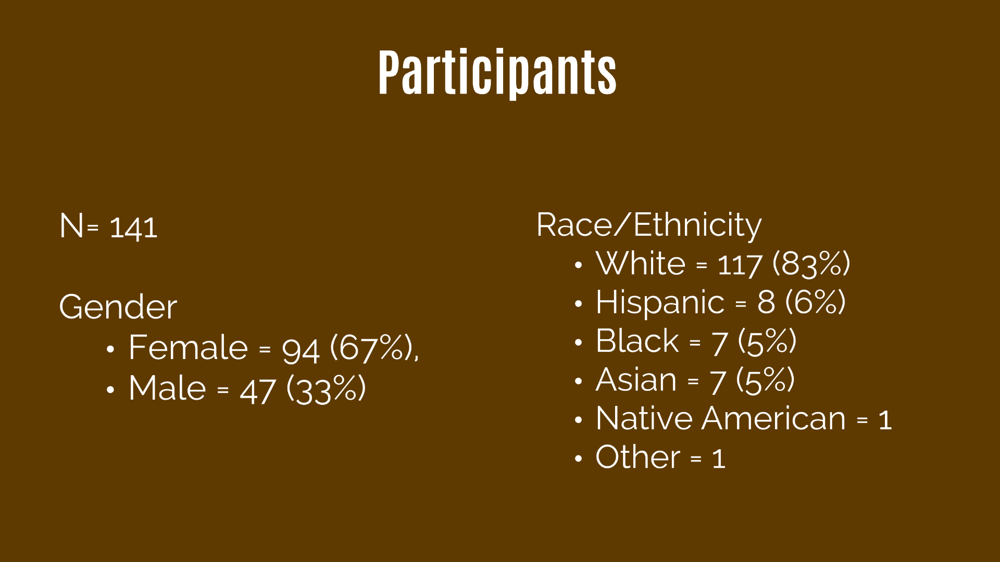 Participants
N= 141
Gender
• Female = 94 (67%),
• Male = 47 (33%)
Race/Ethnicity
• White = 117 (83%)
• Hispanic = 8 (6%)
• Black = 7 (5%)
• Asian = 7 (5%)
• Native American = 1
• Other = 1